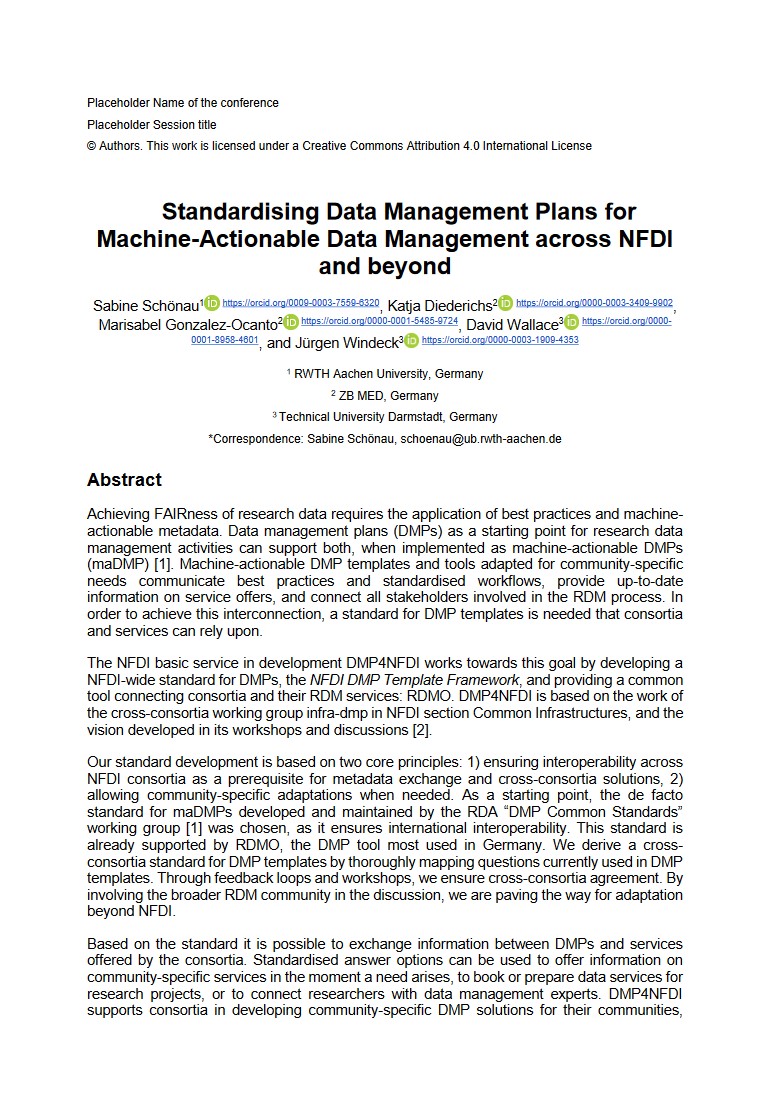 Placeholder Name of the conference
Placeholder Session title
© Authors. This work is licensed under a Creative Commons Attribution 4.0 International License
Standardising Data Management Plans for
Machine-Actionable Data Management across NFDI
and beyond
Sabine Schönau¹ iD https://orcid.org/0009-0003-7559-6320, Katja Diederichs² iD https://orcid.org/0000-0003-3409-9902,
Marisabel Gonzalez-Ocanto² iD https://orcid.org/0000-0001-5485-9724, David Wallace³ iD https://orcid.org/0000-
0001-8958-4601, and Jürgen Windeck³ iD https://orcid.org/0000-0003-1909-4353
¹ RWTH Aachen University, Germany
² ZB MED, Germany
³ Technical University Darmstadt, Germany
*Correspondence: Sabine Schönau, schoenau@ub.rwth-aachen.de
Abstract
Achieving FAIRness of research data requires the application of best practices and machine-
actionable metadata. Data management plans (DMPs) as a starting point for research data
management activities can support both, when implemented as machine-actionable DMPs
(maDMP) [1]. Machine-actionable DMP templates and tools adapted for community-specific
needs communicate best practices and standardised workflows, provide up-to-date
information on service offers, and connect all stakeholders involved in the RDM process. In
order to achieve this interconnection, a standard for DMP templates is needed that consortia
and services can rely upon.
The NFDI basic service in development DMP4NFDI works towards this goal by developing a
NFDI-wide standard for DMPs, the NFDI DMP Template Framework, and providing a common
tool connecting consortia and their RDM services: RDMO. DMP4NFDI is based on the work of
the cross-consortia working group infra-dmp in NFDI section Common Infrastructures, and the
vision developed in its workshops and discussions [2].
Our standard development is based on two core principles: 1) ensuring interoperability across
NFDI consortia as a prerequisite for metadata exchange and cross-consortia solutions, 2)
allowing community-specific adaptations when needed. As a starting point, the de facto
standard for maDMPs developed and maintained by the RDA “DMP Common Standards”
working group [1] was chosen, as it ensures international interoperability. This standard is
already supported by RDMO, the DMP tool most used in Germany. We derive a cross-
consortia standard for DMP templates by thoroughly mapping questions currently used in DMP
templates. Through feedback loops and workshops, we ensure cross-consortia agreement. By
involving the broader RDM community in the discussion, we are paving the way for adaptation
beyond NFDI.
Based on the standard it is possible to exchange information between DMPs and services
offered by the consortia. Standardised answer options can be used to offer information on
community-specific services in the moment a need arises, to book or prepare data services for
research projects, or to connect researchers with data management experts. DMP4NFDI
supports consortia in developing community-specific DMP solutions for their communities,